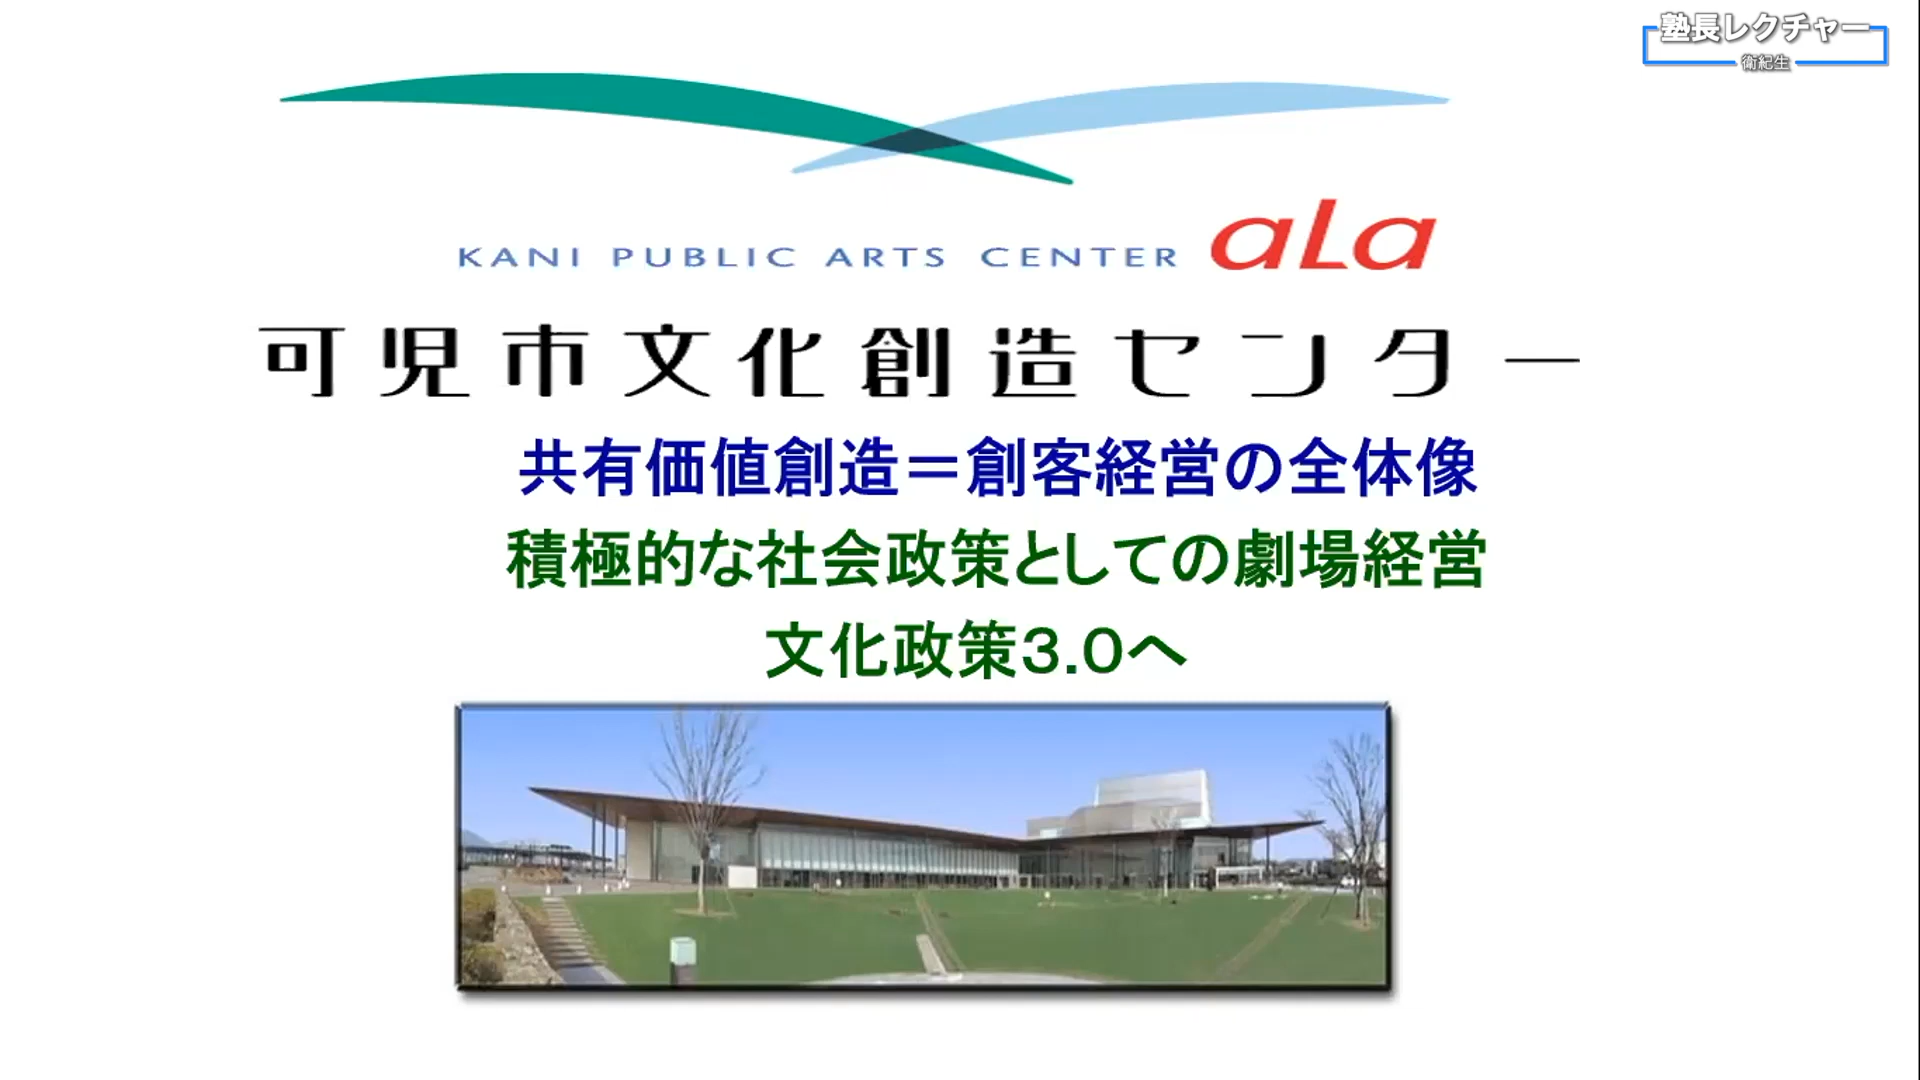 塾長レクチャー
衛紀生
KANI PUBLIC ARTS CENTER aLa
可児市文化創造センター
共有価値創造＝創客経営の全体像
積極的な社会政策としての劇場経営
文化政策3.0へ